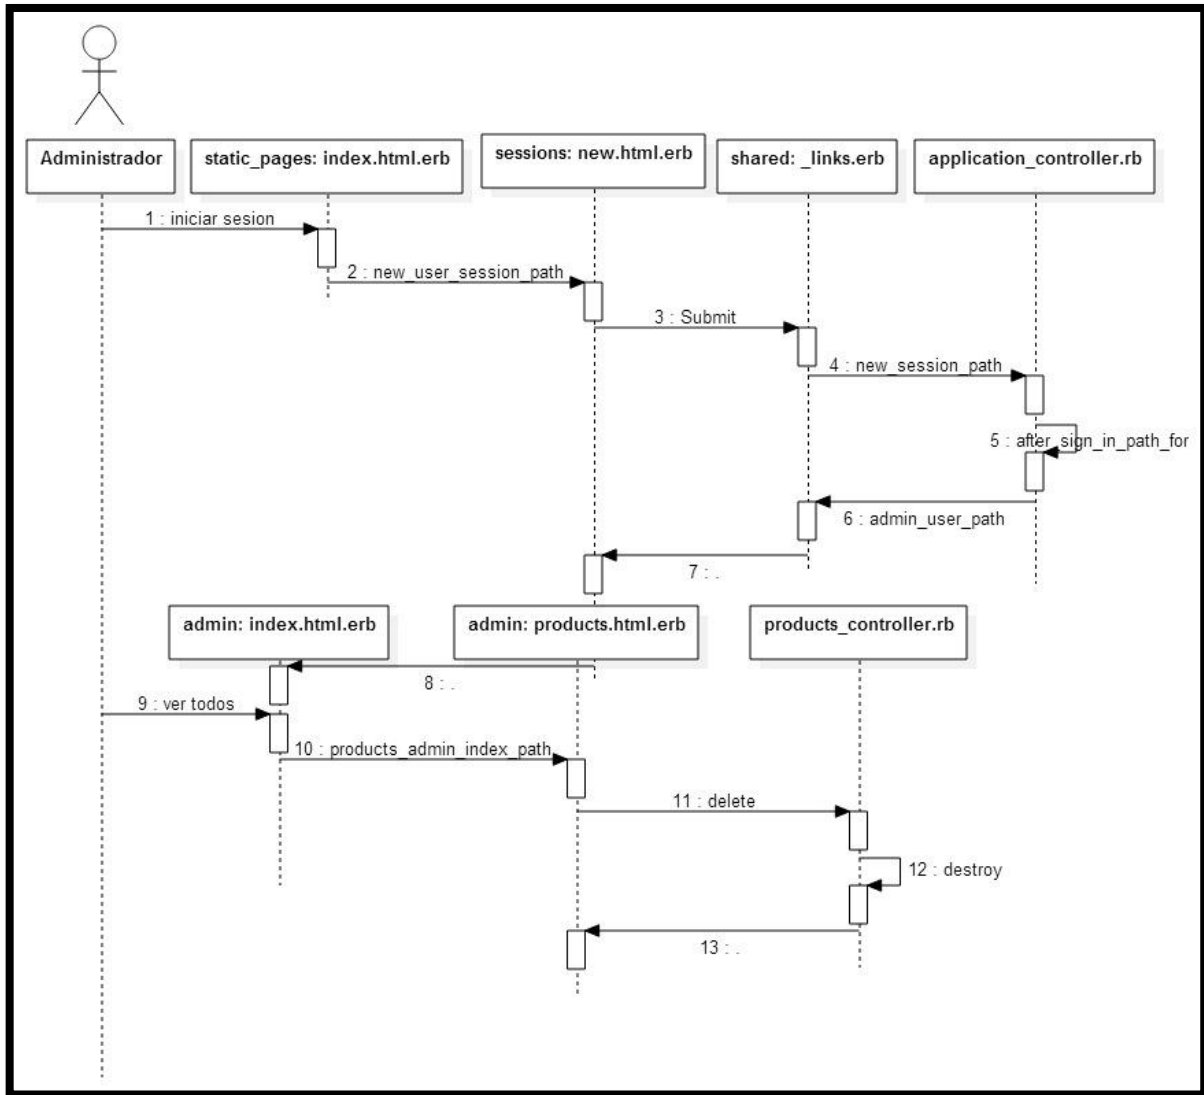 Administrador
static_pages: index.html.erb
sessions: new.html.erb
shared: _links.erb
application_controller.rb
1 : iniciar sesion
2 : new_user_session_path
3 : Submit
4 : new_session_path
5 : after_sign_in_path_for
6 : admin_user_path
7 : .
admin: index.html.erb
admin: products.html.erb
products_controller.rb
8 : .
9 : ver todos
10 : products_admin_index_path
11 : delete
12 : destroy
13 : .